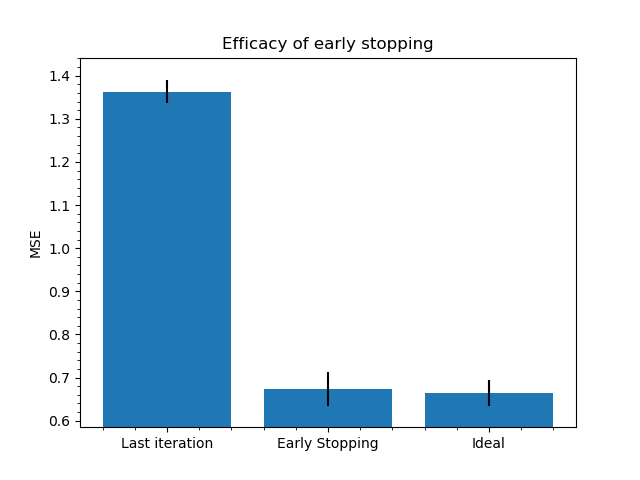 Efficacy of early stopping
MSE
1.4
1.3
1.2
1.1
1.0
0.9
0.8
0.7
0.6
Last iteration
Early Stopping
Ideal